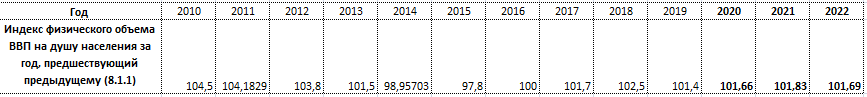 Год 2010 2011 2012 2013 2014 2015 2016 2017 2018 2019 2020 2021 2022
Индекс физического объема
ВВП на душу населения за
год, предшествующий
предыдущему (8.1.1) 104,5 104,1829 103,8 101,5 98,95703 97,8 100 101,7 102,5 101,4 101,66 101,83 101,69